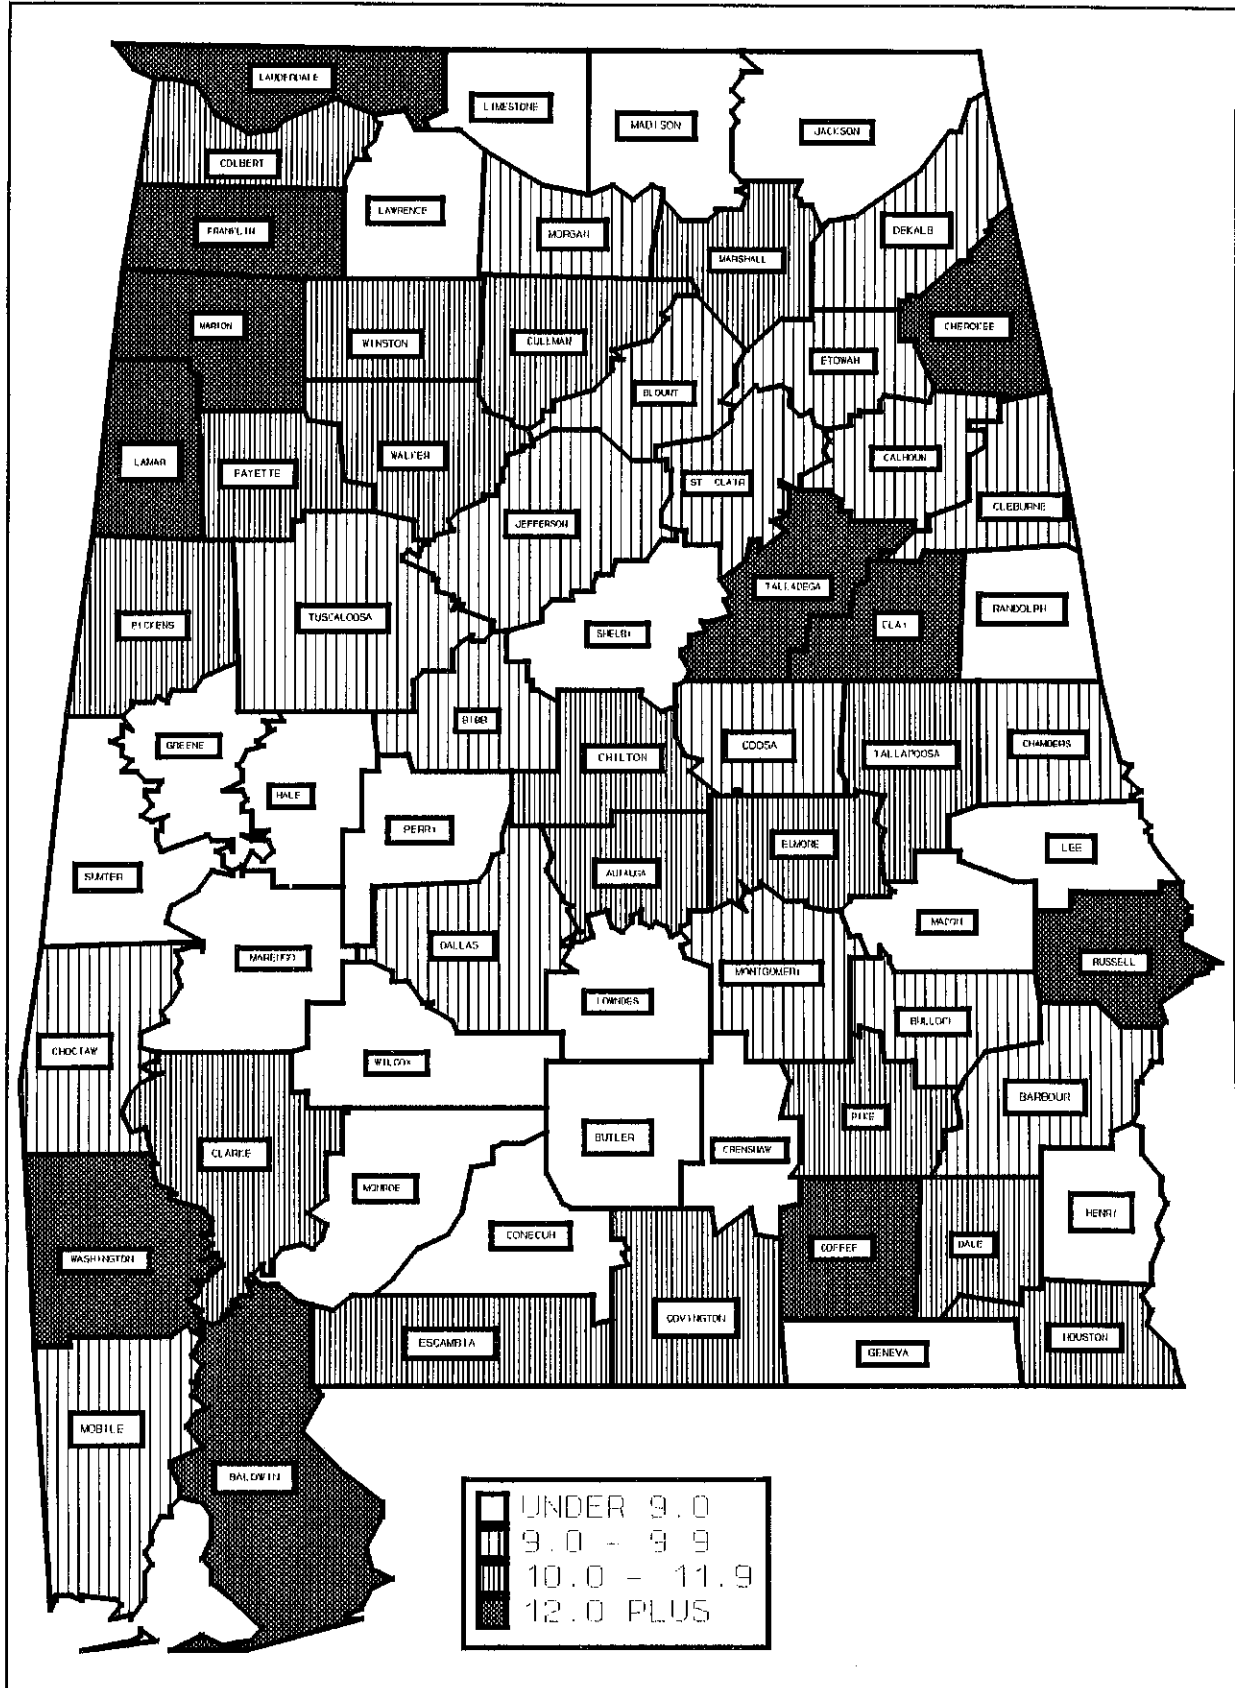 LAUDERDALE
LIMESTONE
MADISON
JACKSON
COLBERT
LAWRENCE
FRANKLIN
MORGAN
DEKALB
MARSHALL
MARION
WINSTON
CULLMAN
CHEROKEE
ETOWAH
BLOUNT
LAMAR
FAYETTE
WALKER
CALHOUN
ST CLAIR
CLEBURNE
JEFFERSON
TALLADEGA
PICKENS
TUSCALOOSA
RANDOLPH
CLAY
SHELBY
GREENE
BIBB
COOSA
CHAMBERS
CHILTON
TALLAPOOSA
HALE
PERRY
ELMORE
LEE
SUMTER
AUTAUGA
MACON
DALLAS
MARENGO
MONTGOMERY
RUSSELL
LOWNDES
BULLOCK
CHOCTAW
WILCOX
BARBOUR
PIKE
BUTLER
CLARKE
CRENSHAW
MONROE
HENRY
CONECUH
COFFEE
DALE
WASHINGTON
COVINGTON
ESCAMBIA
GENEVA
HOUSTON
MOBILE
BALDWIN
UNDER 9.0
9.0 - 9 9
10.0 - 11.9
12.0 PLUS